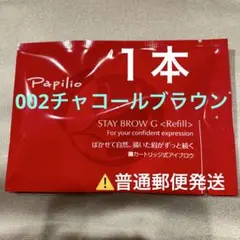 Papilio
1本
002チャコールブラウン
STAY BROW G <Refill>
For your confident expression
ぼかせて自然。描いた眉がずっと続く
■カートリッジ式アイブロウ
⚠️普通郵便発送